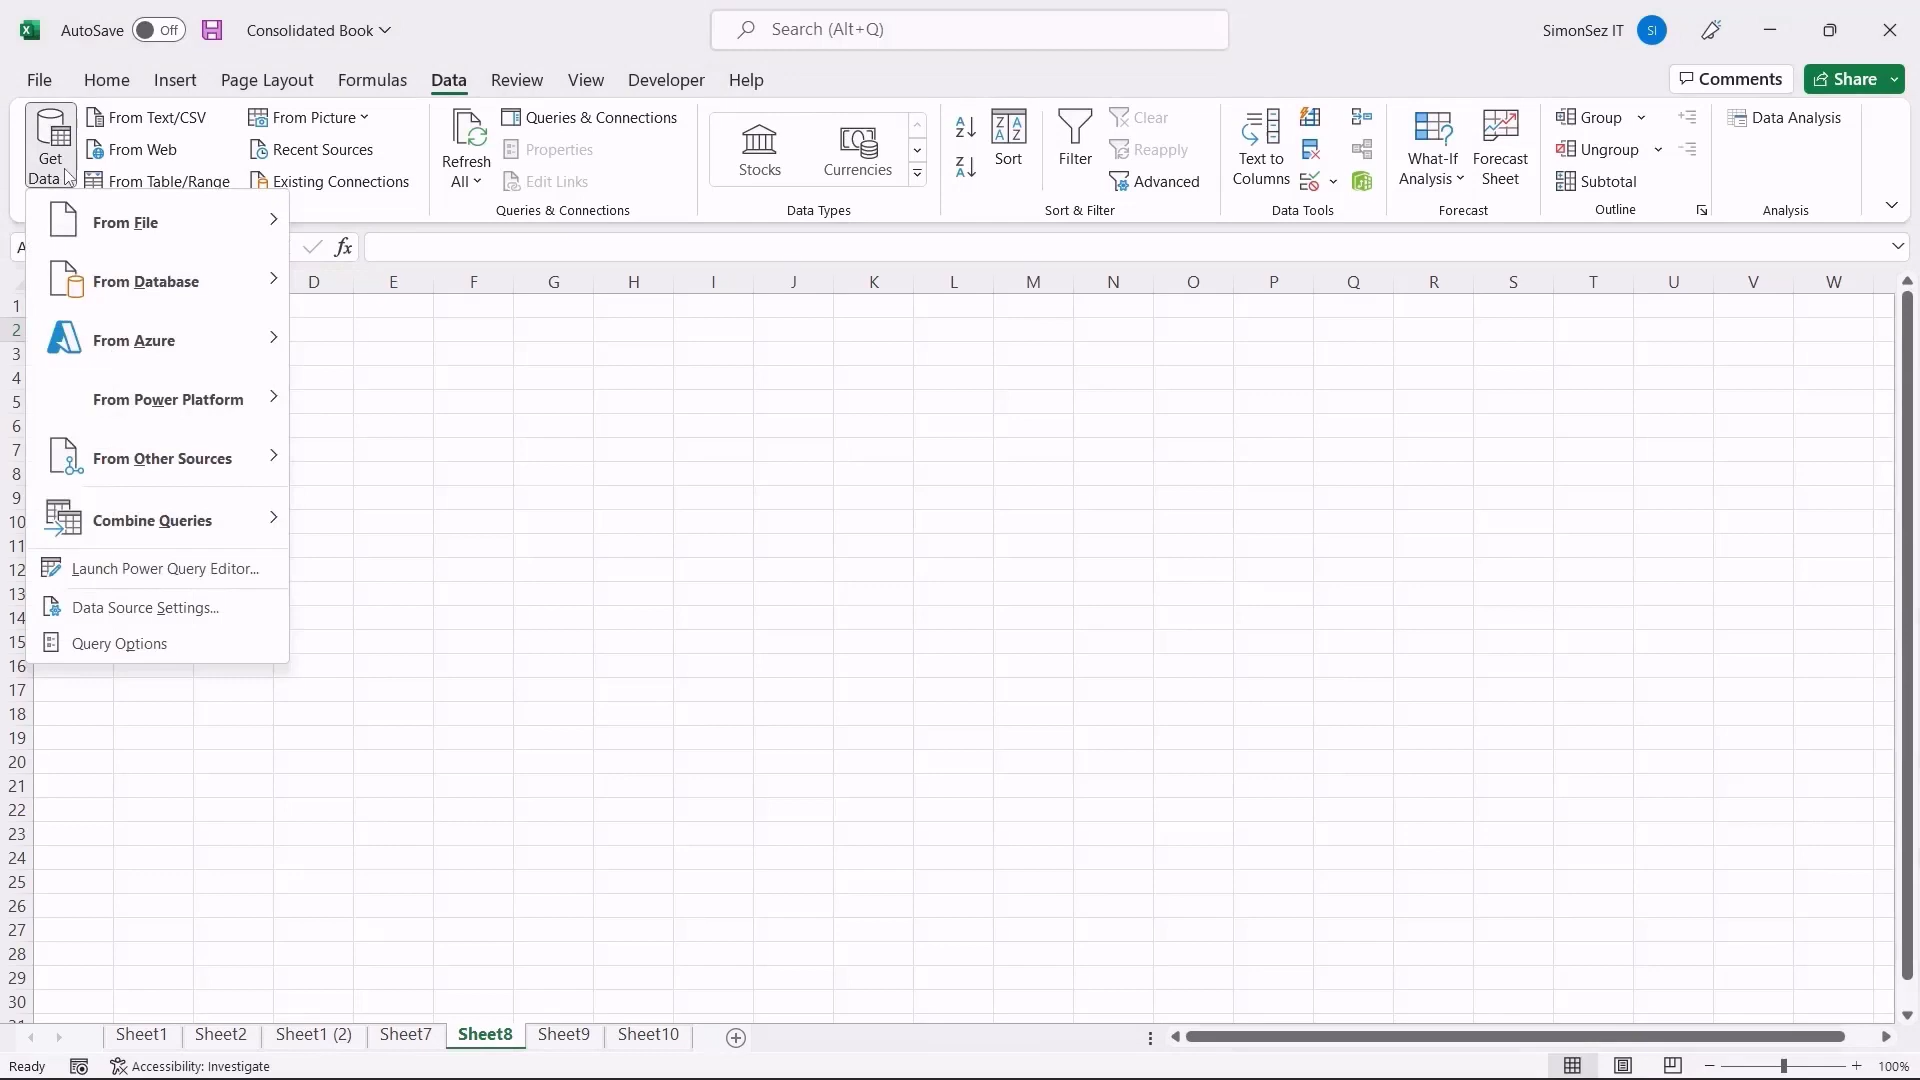 AutoSave Off Consolidated Book Search (Alt+Q) SimonSez IT SI
File Home Insert Page Layout Formulas Data Review View Developer Help Comments Share
Get Data
From Text/CSV
From Web
From Table/Range
From Picture
Recent Sources
Existing Connections
Refresh All
Queries & Connections
Properties
Edit Links
Queries & Connections
Stocks
Currencies
Data Types
Sort
Filter
Clear
Reapply
Advanced
Sort & Filter
Text to Columns
Data Tools
What-If Analysis
Forecast Sheet
Forecast
Group
Ungroup
Subtotal
Outline
Data Analysis
Analysis
From File
From Database
From Azure
From Power Platform
From Other Sources
Combine Queries
Launch Power Query Editor...
Data Source Settings...
Query Options
A fx
D E F G H I J K L M N O P Q R S T U V W
1
2
3
4
5
6
7
8
9
10
11
12
13
14
15
16
17
18
19
20
21
22
23
24
25
26
27
28
29
30
Sheet1 Sheet2 Sheet1 (2) Sheet7 Sheet8 Sheet9 Sheet10
Ready Accessibility: Investigate 100%